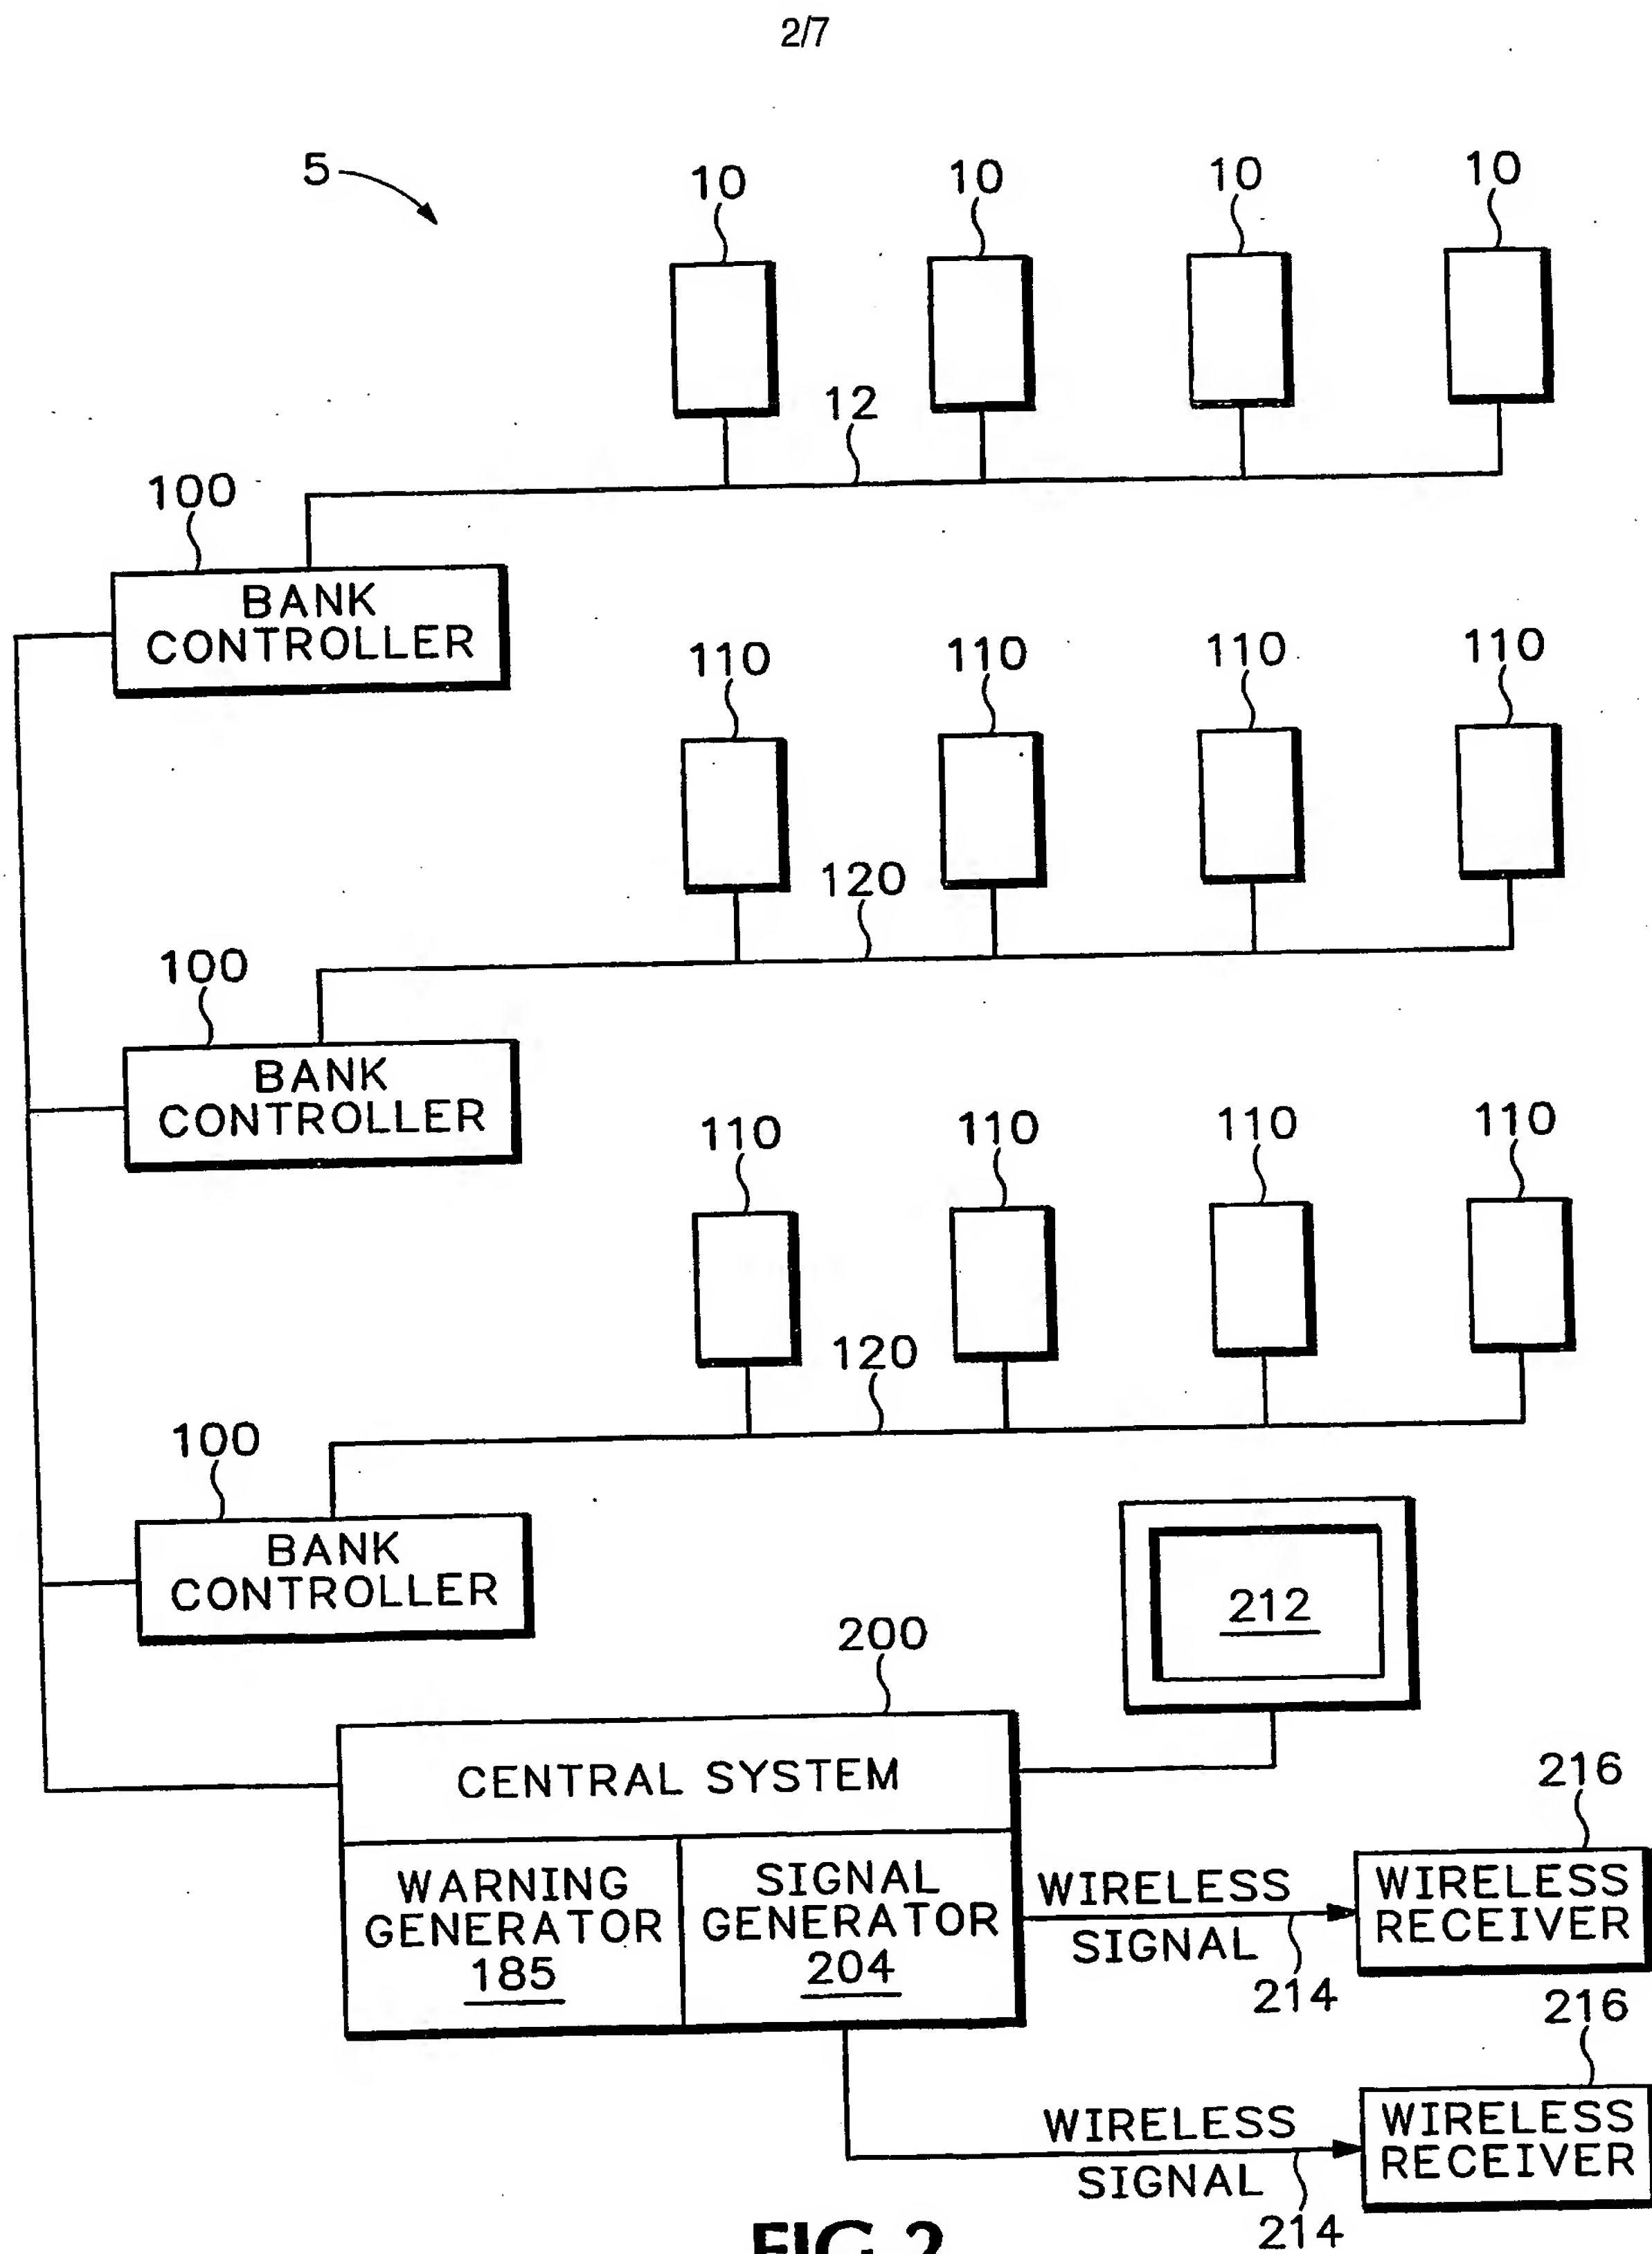 2/7
5
10
10
10
10
12
100
BANK
CONTROLLER
110
110
110
110
120
100
BANK
CONTROLLER
110
110
110
110
120
100
BANK
CONTROLLER
212
200
CENTRAL SYSTEM
216
WARNING
GENERATOR
185
SIGNAL
GENERATOR
204
WIRELESS
SIGNAL
214
WIRELESS
RECEIVER
216
WIRELESS
SIGNAL
214
WIRELESS
RECEIVER
FIG. 2